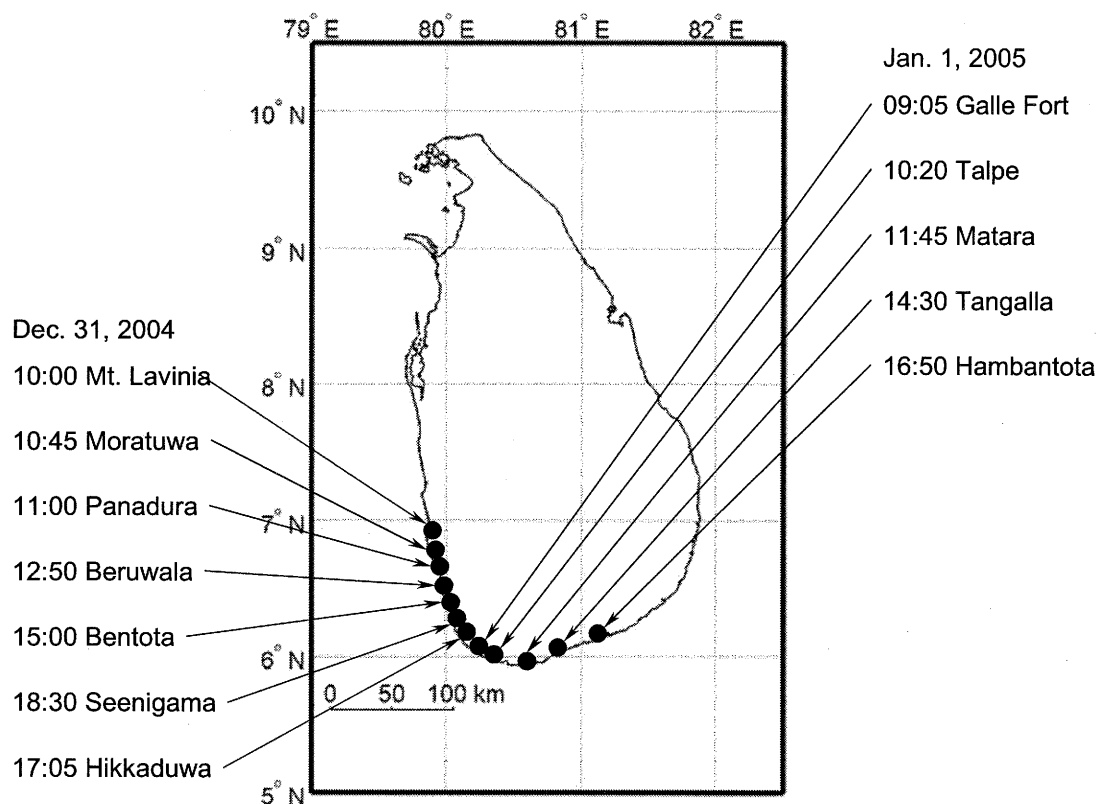 79° E 80° E 81° E 82° E
Jan. 1, 2005
09:05 Galle Fort
10° N
10:20 Talpe
9° N
11:45 Matara
14:30 Tangalla
Dec. 31, 2004
16:50 Hambantota
10:00 Mt. Lavinia
8° N
10:45 Moratuwa
11:00 Panadura
7° N
12:50 Beruwala
15:00 Bentota
6° N
0 50 100 km
18:30 Seenigama
17:05 Hikkaduwa
5° N